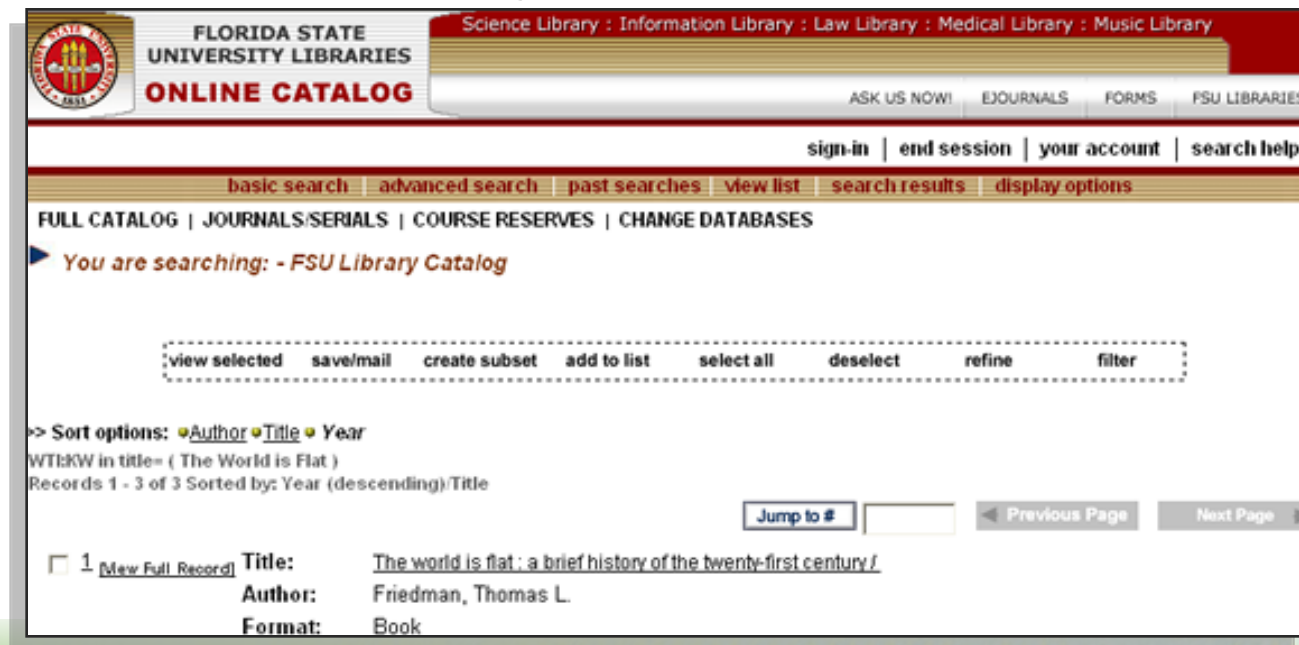 Science Library : Information Library : Law Library : Medical Library : Music Library
FLORIDA STATE
UNIVERSITY LIBRARIES
ONLINE CATALOG
ASK US NOW! EJOURNALS FORMS FSU LIBRARIES
sign-in | end session | your account | search help
basic search | advanced search | past searches | view list | search results | display options
FULL CATALOG | JOURNALS/SERIALS | COURSE RESERVES | CHANGE DATABASES
You are searching: - FSU Library Catalog
view selected save/mail create subset add to list select all deselect refine filter
>> Sort options: Author Title Year
WTI:KW in title= ( The World is Flat )
Records 1 - 3 of 3 Sorted by: Year (descending)/Title
Jump to # Previous Page Next Page
1 [View Full Record] Title: The world is flat : a brief history of the twenty-first century /
Author: Friedman, Thomas L.
Format: Book